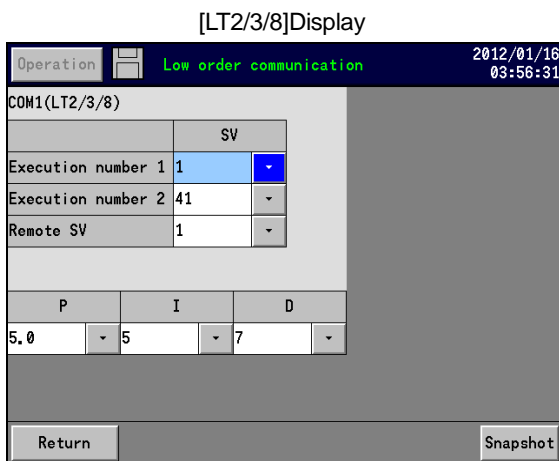 [LT2/3/8]Display
Operation Low order communication 2012/01/16
03:56:31
COM1(LT2/3/8)
SV
Execution number 1 1
Execution number 2 41
Remote SV 1
P I D
5.0 5 7
Return Snapshot